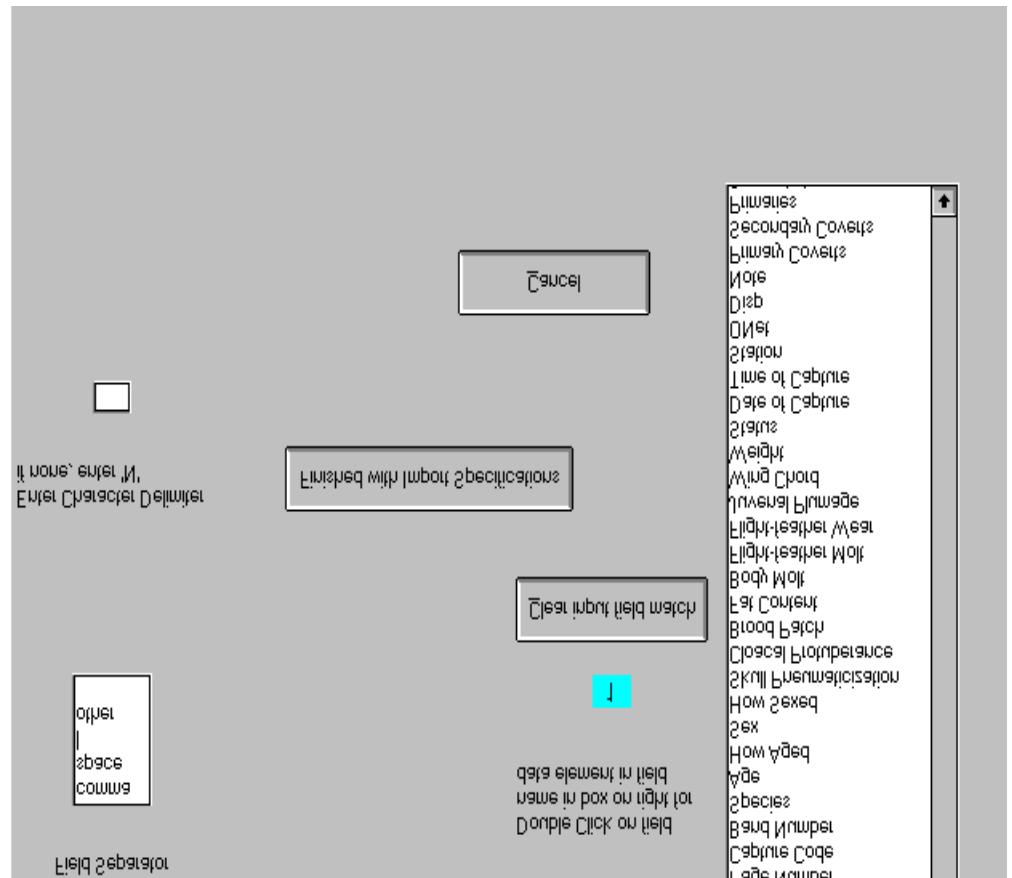 Field Separator
comma
space
|
other
Enter Character Delimiter
if none, enter 'N'
Double Click on field
name in box on right for
data element in field
1
Clear input field match
Finished with Import Specifications
Cancel
Page Number
Capture Code
Band Number
Species
Age
How Aged
Sex
How Sexed
Skull Pneumaticization
Cloacal Protuberance
Brood Patch
Fat Content
Body Molt
Flight-feather Molt
Flight-feather Wear
Juvenal Plumage
Wing Chord
Weight
Status
Date of Capture
Time of Capture
Station
ONet
Disp
Note
Primary Coverts
Secondary Coverts
Primaries